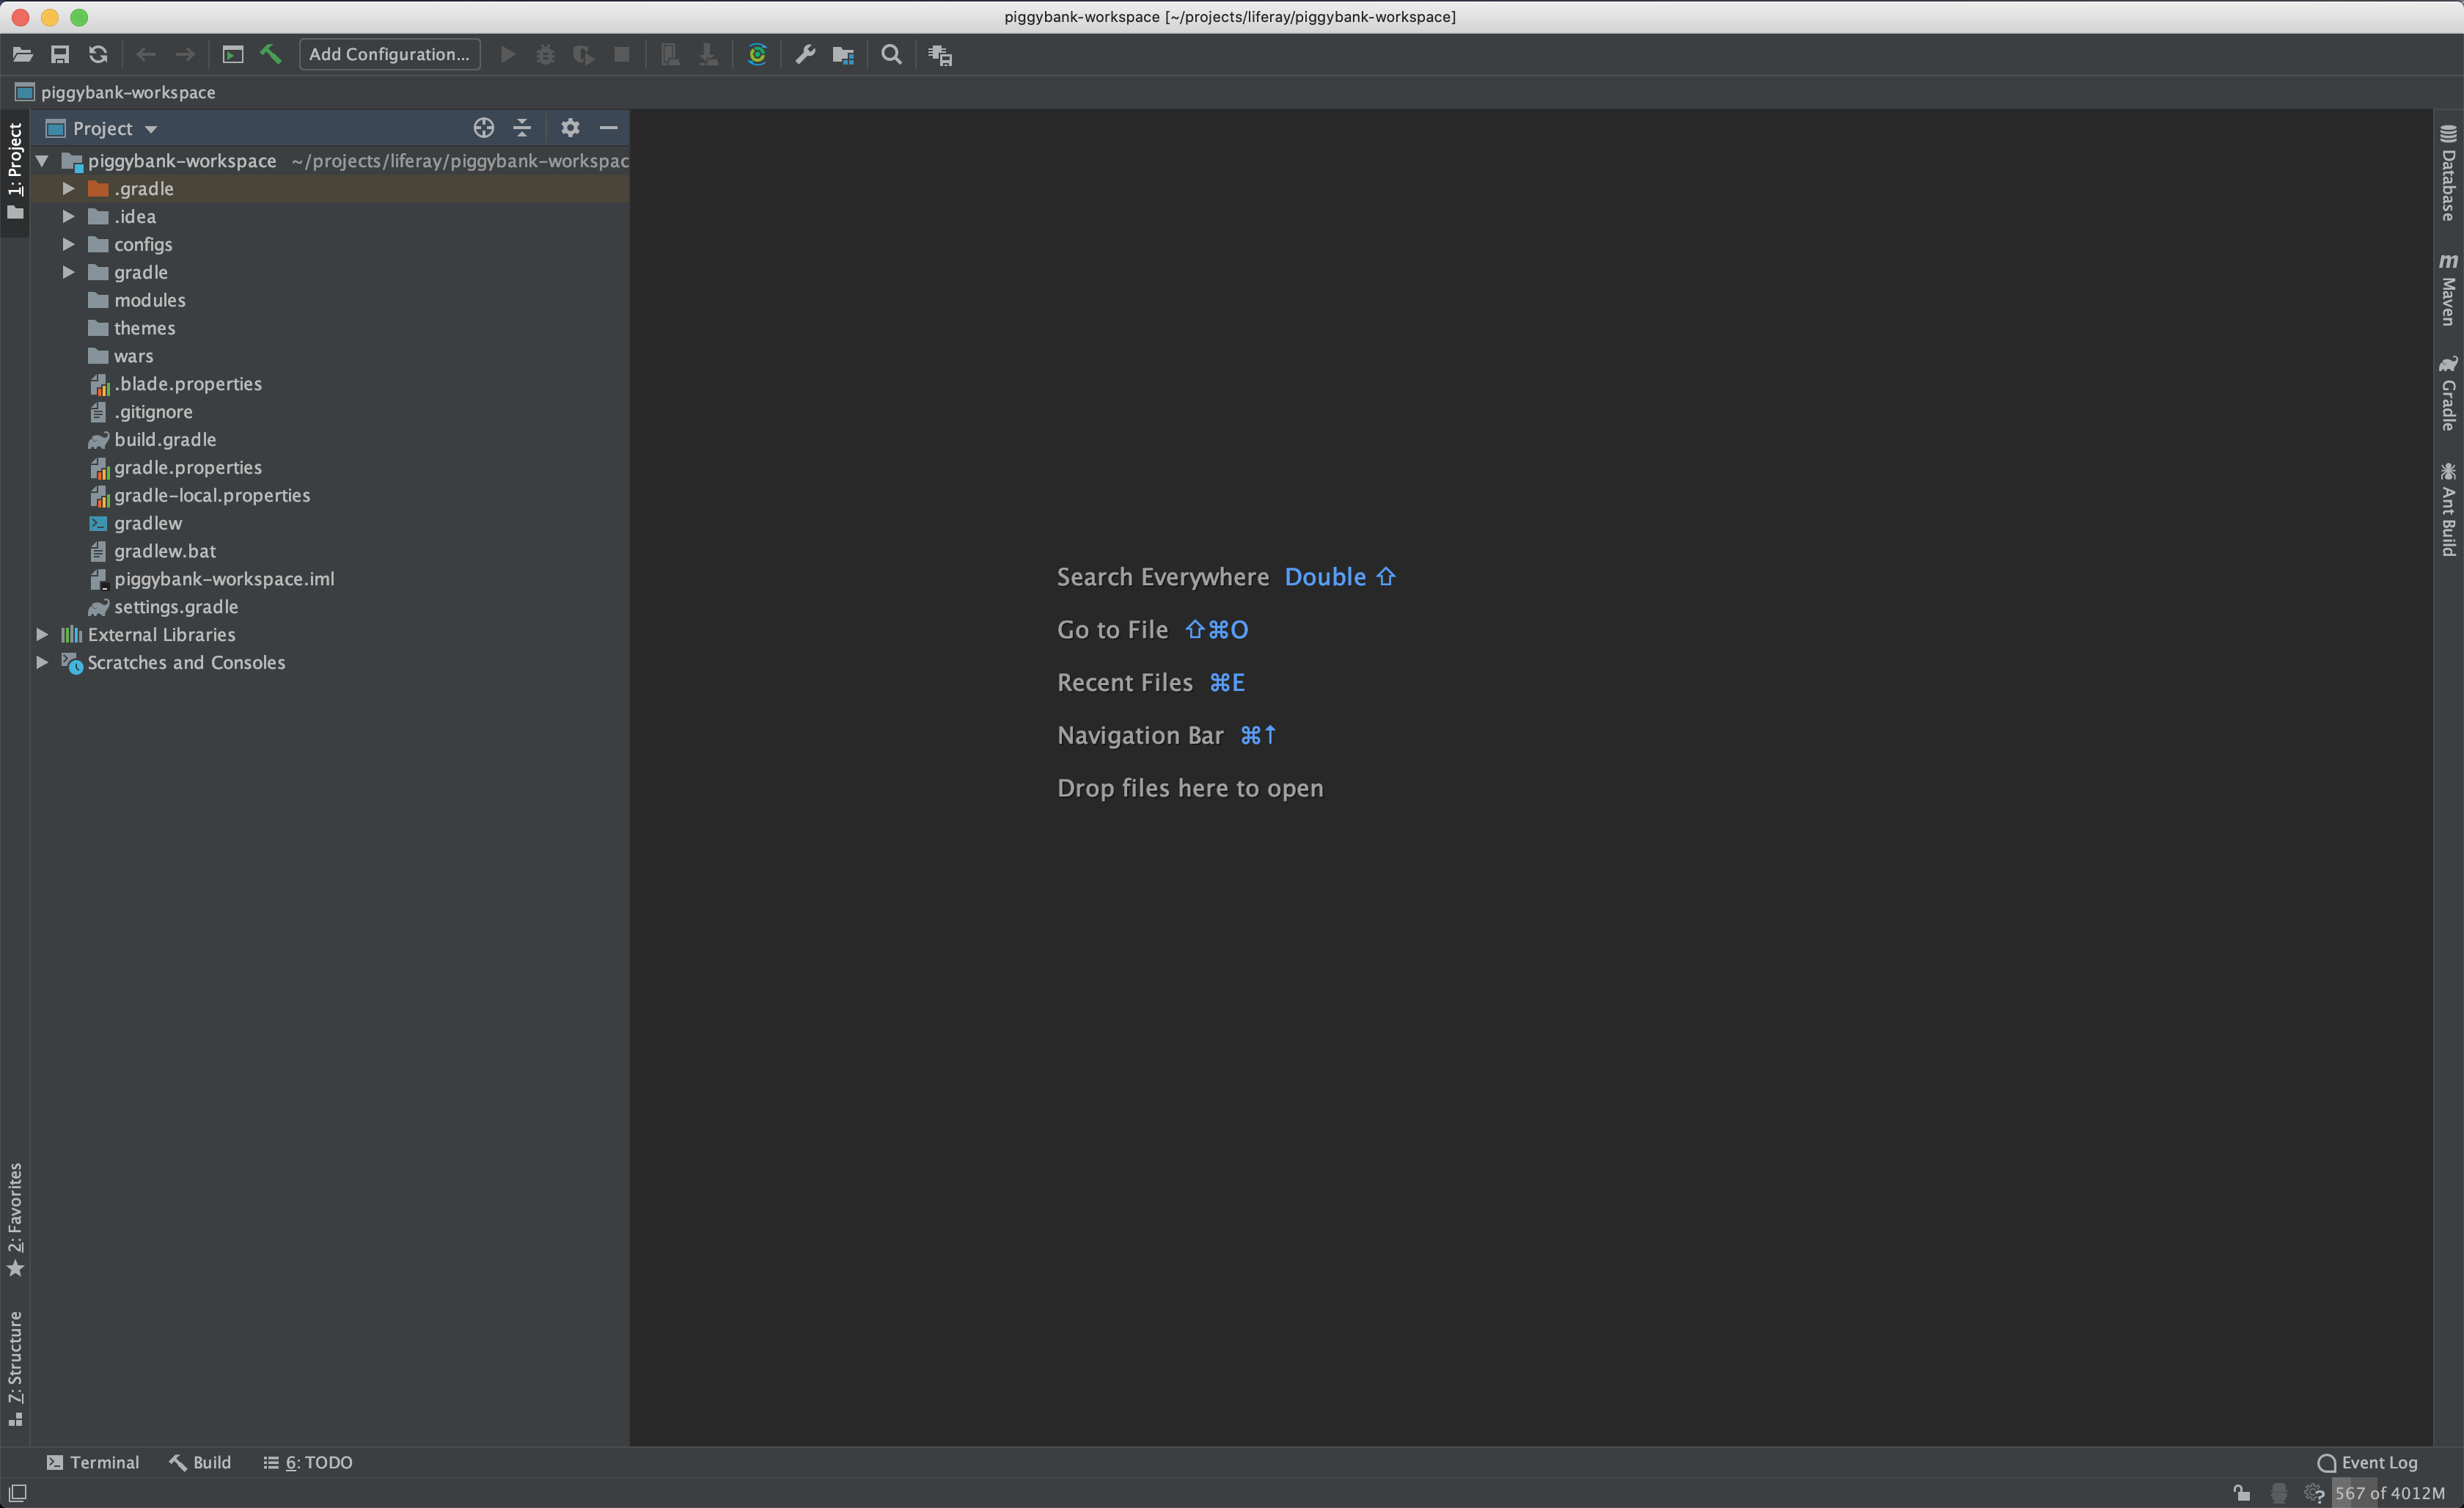 piggybank-workspace [~/projects/liferay/piggybank-workspace]
Add Configuration...
piggybank-workspace
1: Project
Project
piggybank-workspace ~/projects/liferay/piggybank-workspac
.gradle
.idea
configs
gradle
modules
themes
wars
.blade.properties
.gitignore
build.gradle
gradle.properties
gradle-local.properties
gradlew
gradlew.bat
piggybank-workspace.iml
settings.gradle
External Libraries
Scratches and Consoles
Search Everywhere Double ⇧
Go to File ⇧⌘O
Recent Files ⌘E
Navigation Bar ⌘↑
Drop files here to open
Database
m Maven
Gradle
Ant Build
2: Favorites
7: Structure
Terminal Build 6: TODO Event Log
567 of 4012M